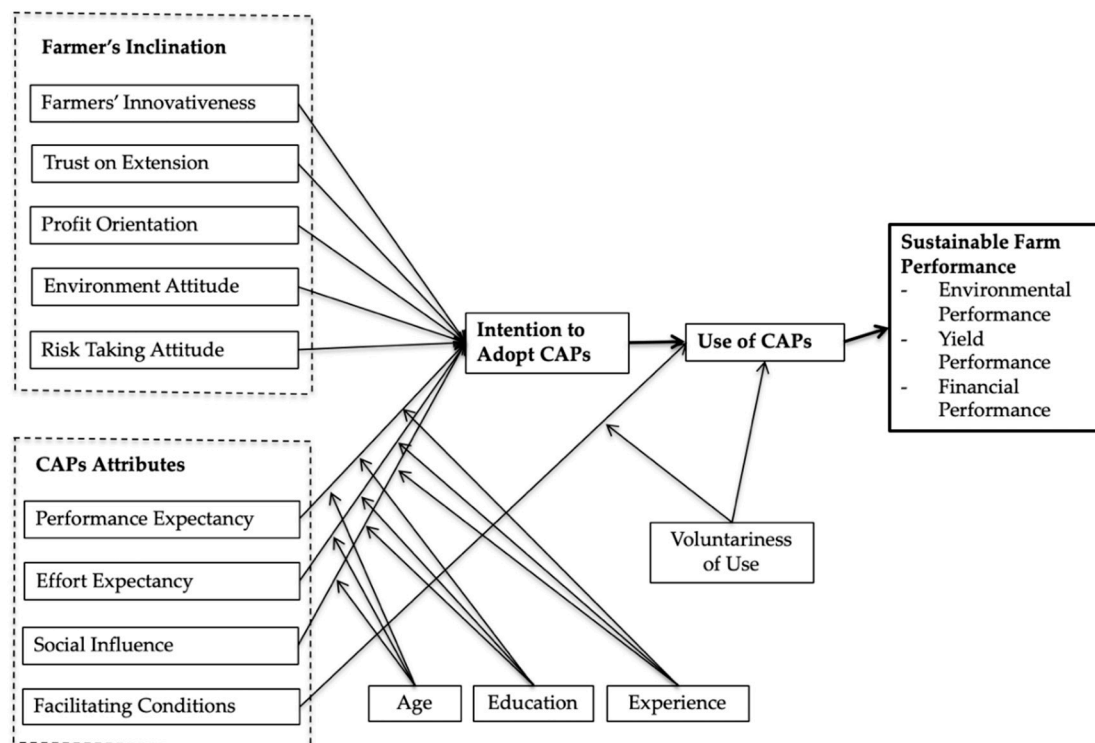 Farmer's Inclination
Farmers' Innovativeness
Trust on Extension
Profit Orientation
Environment Attitude
Risk Taking Attitude
CAPs Attributes
Performance Expectancy
Effort Expectancy
Social Influence
Facilitating Conditions
Intention to
Adopt CAPs
Use of CAPs
Voluntariness
of Use
Age
Education
Experience
Sustainable Farm
Performance
- Environmental
Performance
- Yield
Performance
- Financial
Performance